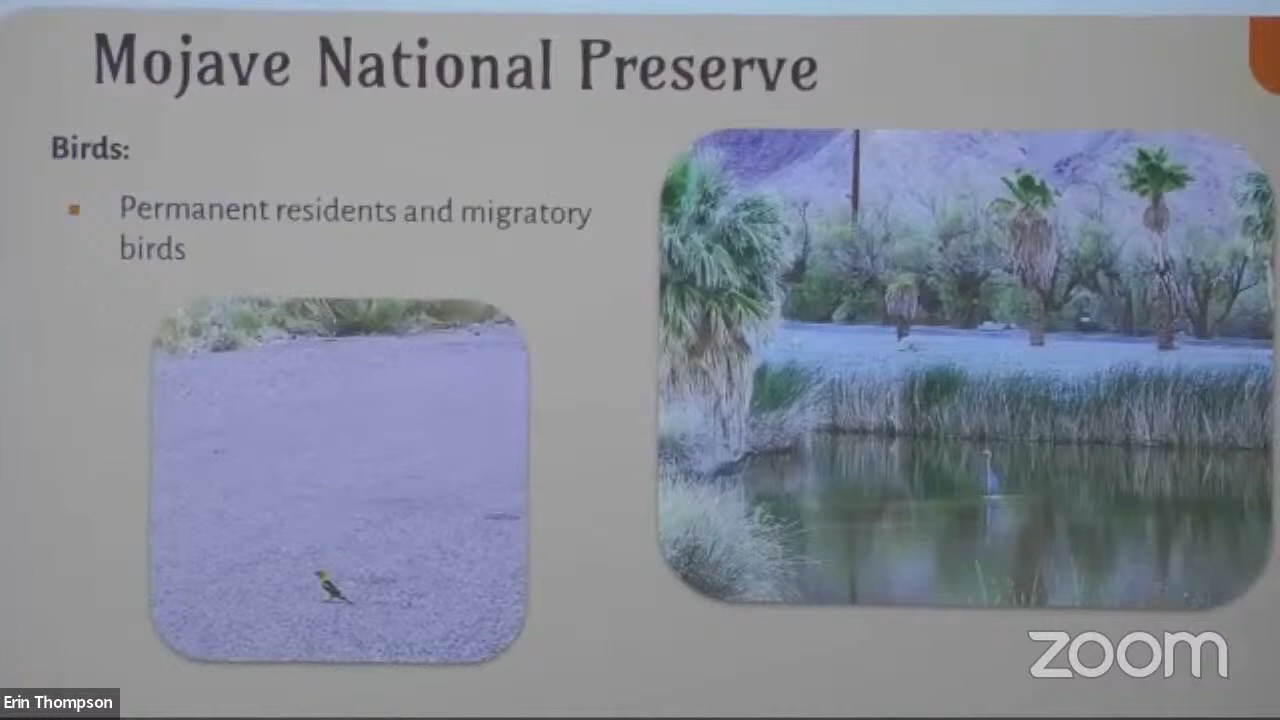 Mojave National Preserve
Birds:
▪ Permanent residents and migratory
birds
zoom
Erin Thompson